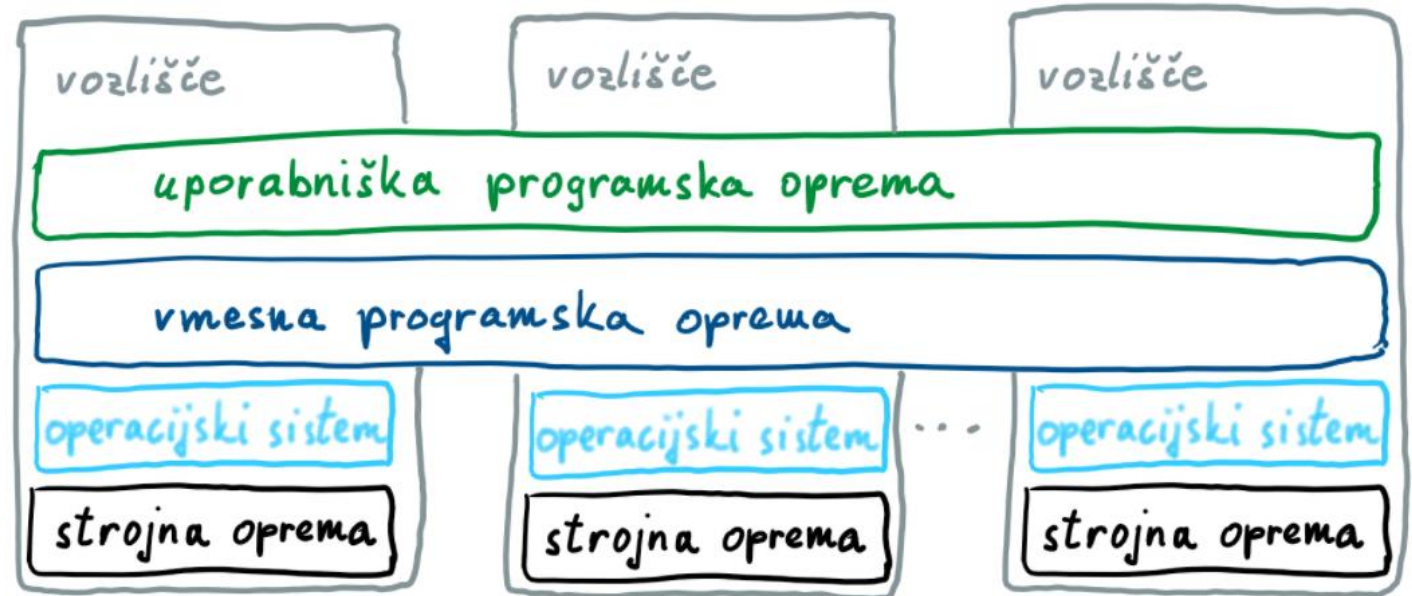 vozlišče vozlišče vozlišče
uporabniška programska oprema
vmesna programska oprema
operacijski sistem operacijski sistem ... operacijski sistem
strojna oprema strojna oprema strojna oprema